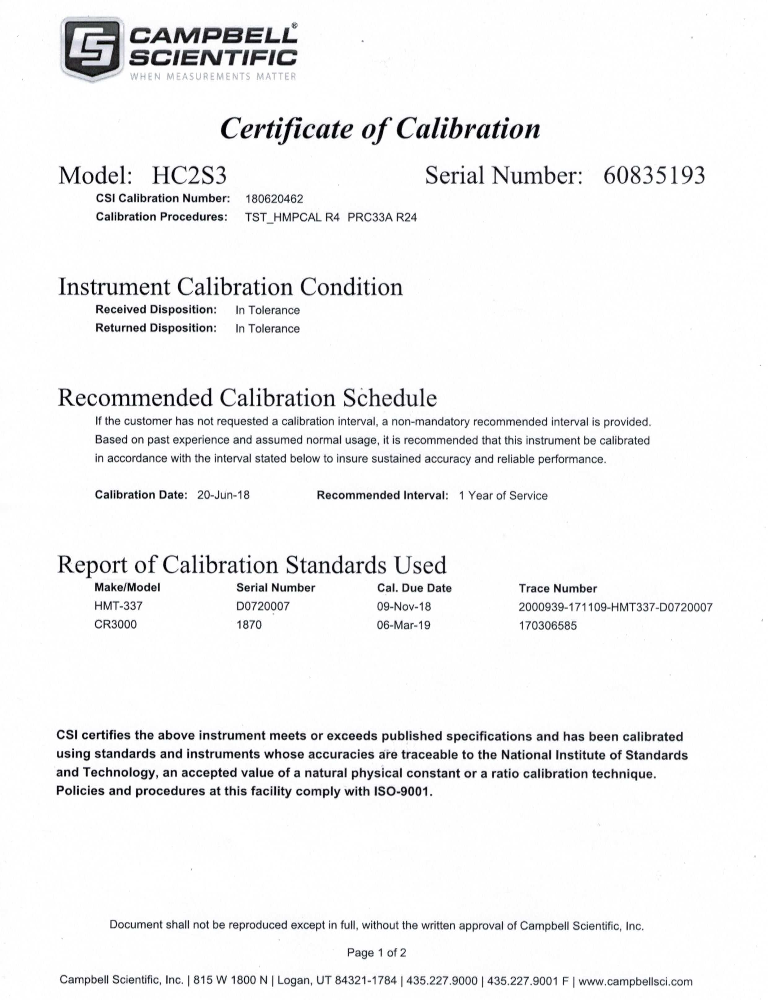 CAMPBELL®
SCIENTIFIC
WHEN MEASUREMENTS MATTER
Certificate of Calibration
Model: HC2S3 Serial Number: 60835193
CSI Calibration Number: 180620462
Calibration Procedures: TST_HMPCAL R4 PRC33A R24
Instrument Calibration Condition
Received Disposition: In Tolerance
Returned Disposition: In Tolerance
Recommended Calibration Schedule
If the customer has not requested a calibration interval, a non-mandatory recommended interval is provided.
Based on past experience and assumed normal usage, it is recommended that this instrument be calibrated
in accordance with the interval stated below to insure sustained accuracy and reliable performance.
Calibration Date: 20-Jun-18 Recommended Interval: 1 Year of Service
Report of Calibration Standards Used
Make/Model Serial Number Cal. Due Date Trace Number
HMT-337 D0720007 09-Nov-18 2000939-171109-HMT337-D0720007
CR3000 1870 06-Mar-19 170306585
CSI certifies the above instrument meets or exceeds published specifications and has been calibrated
using standards and instruments whose accuracies are traceable to the National Institute of Standards
and Technology, an accepted value of a natural physical constant or a ratio calibration technique.
Policies and procedures at this facility comply with ISO-9001.
Document shall not be reproduced except in full, without the written approval of Campbell Scientific, Inc.
Page 1 of 2
Campbell Scientific, Inc. | 815 W 1800 N | Logan, UT 84321-1784 | 435.227.9000 | 435.227.9001 F | www.campbellsci.com